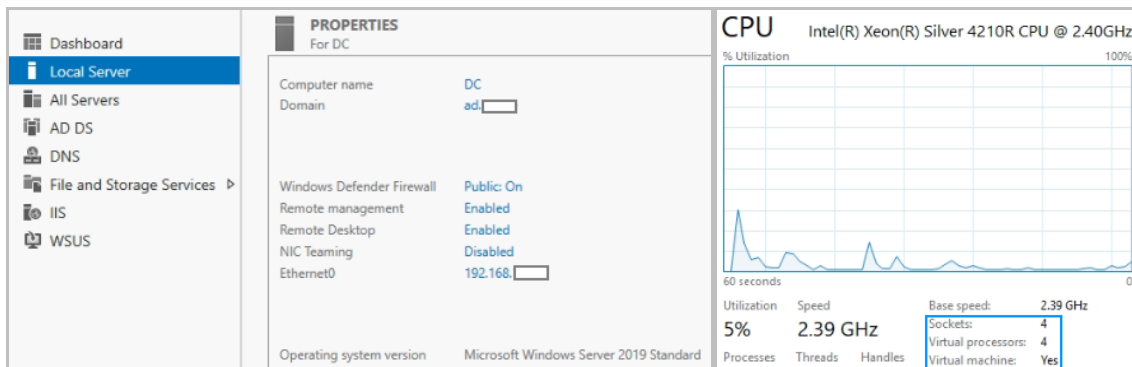 Dashboard
Local Server
All Servers
AD DS
DNS
File and Storage Services
IIS
WSUS
PROPERTIES
For DC
Computer name DC
Domain ad.
Windows Defender Firewall Public: On
Remote management Enabled
Remote Desktop Enabled
NIC Teaming Disabled
Ethernet0 192.168.
Operating system version Microsoft Windows Server 2019 Standard
CPU Intel(R) Xeon(R) Silver 4210R CPU @ 2.40GHz
% Utilization 100%
60 seconds 0
Utilization Speed Base speed: 2.39 GHz
5% 2.39 GHz Sockets: 4
Virtual processors: 4
Processes Threads Handles Virtual machine: Yes